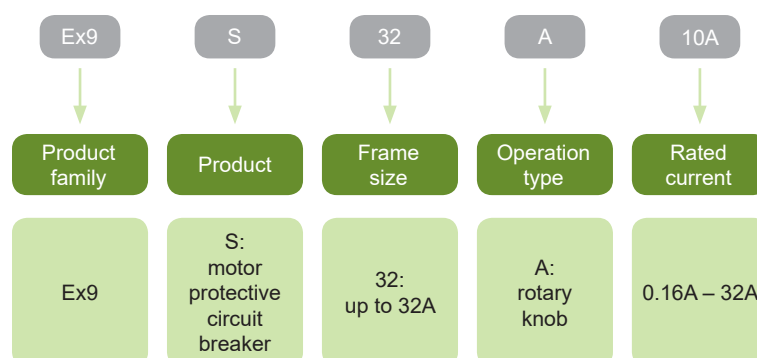 Ex9
S
32
A
10A
Product
family
Product
Frame
size
Operation
type
Rated
current
Ex9
S:
motor
protective
circuit
breaker
32:
up to 32A
A:
rotary
knob
0.16A – 32A